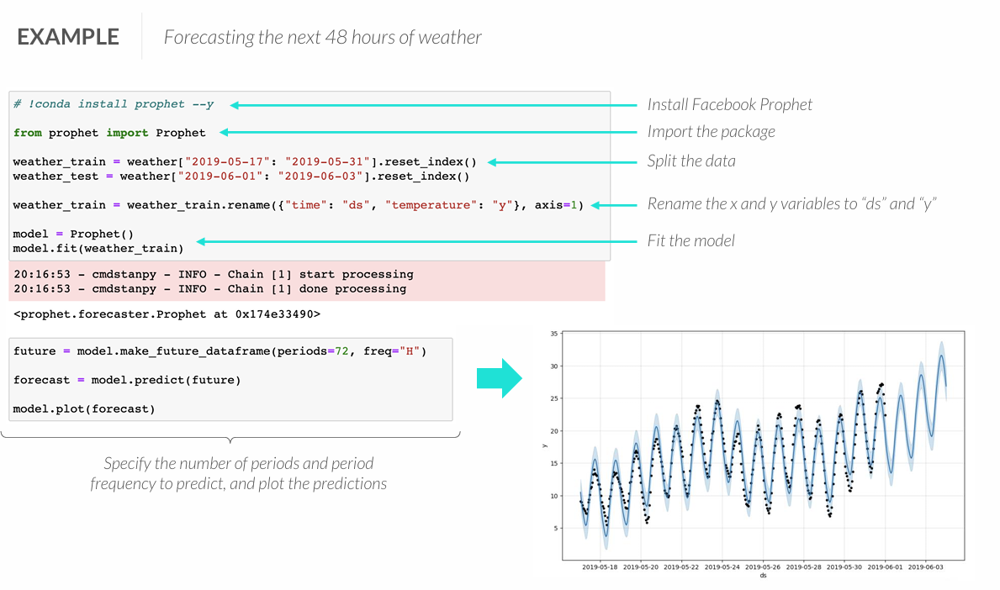 EXAMPLE
Forecasting the next 48 hours of weather
# !conda install prophet --y
Install Facebook Prophet
from prophet import Prophet
Import the package
weather_train = weather["2019-05-17": "2019-05-31"].reset_index()
Split the data
weather_test = weather["2019-06-01": "2019-06-03"].reset_index()
weather_train = weather_train.rename({"time": "ds", "temperature": "y"}, axis=1)
Rename the x and y variables to “ds” and “y”
model = Prophet()
model.fit(weather_train)
Fit the model
20:16:53 - cmdstanpy - INFO - Chain [1] start processing
20:16:53 - cmdstanpy - INFO - Chain [1] done processing
<prophet.forecaster.Prophet at 0x174e33490>
future = model.make_future_dataframe(periods=72, freq="H")
forecast = model.predict(future)
model.plot(forecast)
Specify the number of periods and period
frequency to predict, and plot the predictions
35
30
25
20
15
10
5
y
2019-05-18 2019-05-20 2019-05-22 2019-05-24 2019-05-26 2019-05-28 2019-05-30 2019-06-01 2019-06-03
ds